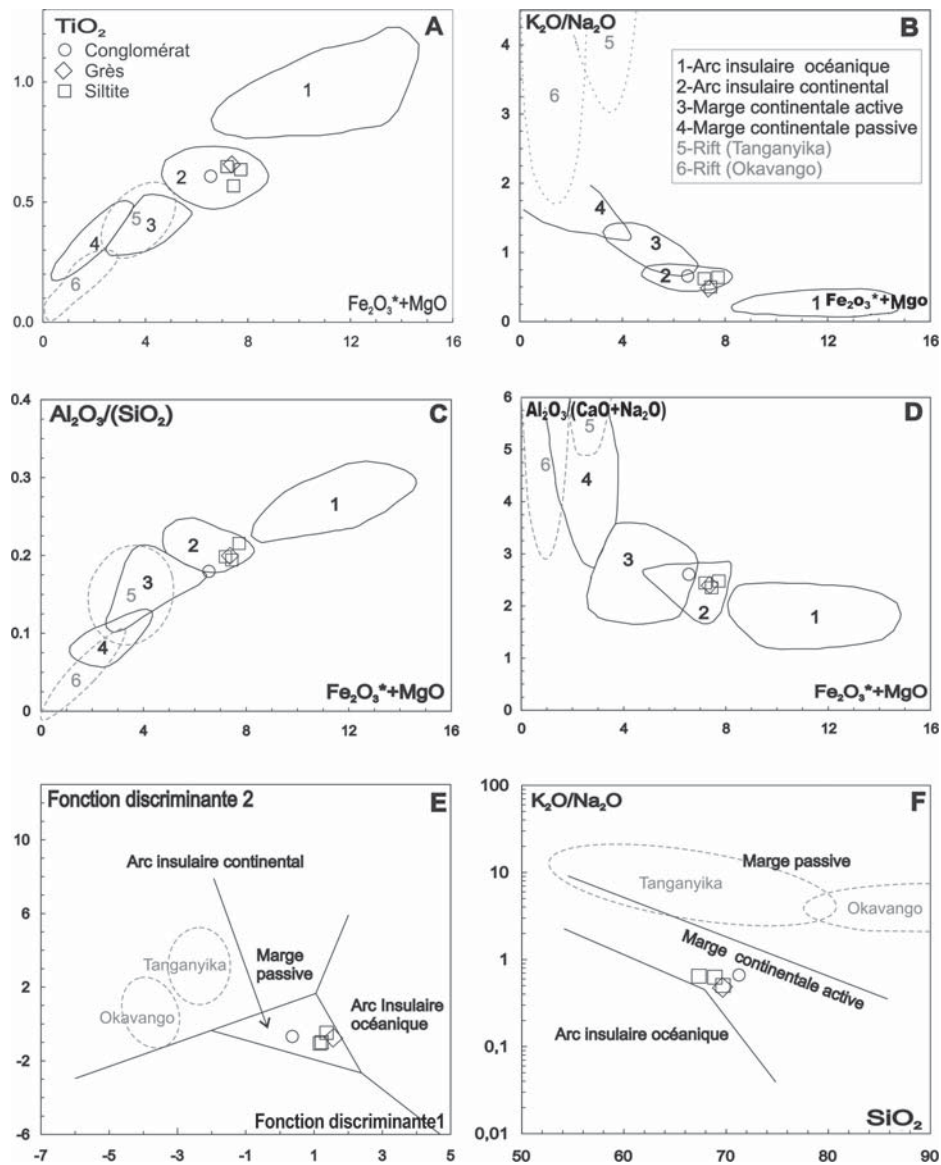 A
TiO₂
Conglomérat
Grès
Siltite
1
2
5
3
4
6
1.0
0.5
0.0
Fe₂O₃*+MgO
0 4 8 12 16
B
K₂O/Na₂O
5
6
1-Arc insulaire océanique
2-Arc insulaire continental
3-Marge continentale active
4-Marge continentale passive
5-Rift (Tanganyika)
6-Rift (Okavango)
4
3
2
1
0
4
3
2
1
Fe₂o₃*+Mgo
0 4 8 12 16
C
Al₂O₃/(SiO₂)
0.4
0.3
0.2
0.1
0
1
2
3
5
4
6
Fe₂O₃*+MgO
0 4 8 12 16
D
Al₂O₃/(CaO+Na₂O)
6
5
4
3
2
1
0
5
6
4
3
2
1
Fe₂O₃*+MgO
0 4 8 12 16
E
Fonction discriminante 2
10
6
2
-2
-6
Arc insulaire continental
Tanganyika
Marge
passive
Okavango
Arc Insulaire
océanique
Fonction discriminante1
-7 -5 -3 -1 1 3 5
F
K₂O/Na₂O
100
10
1
0,1
0,01
Marge passive
Tanganyika
Okavango
Marge continentale active
Arc insulaire océanique
SiO₂
50 60 70 80 90